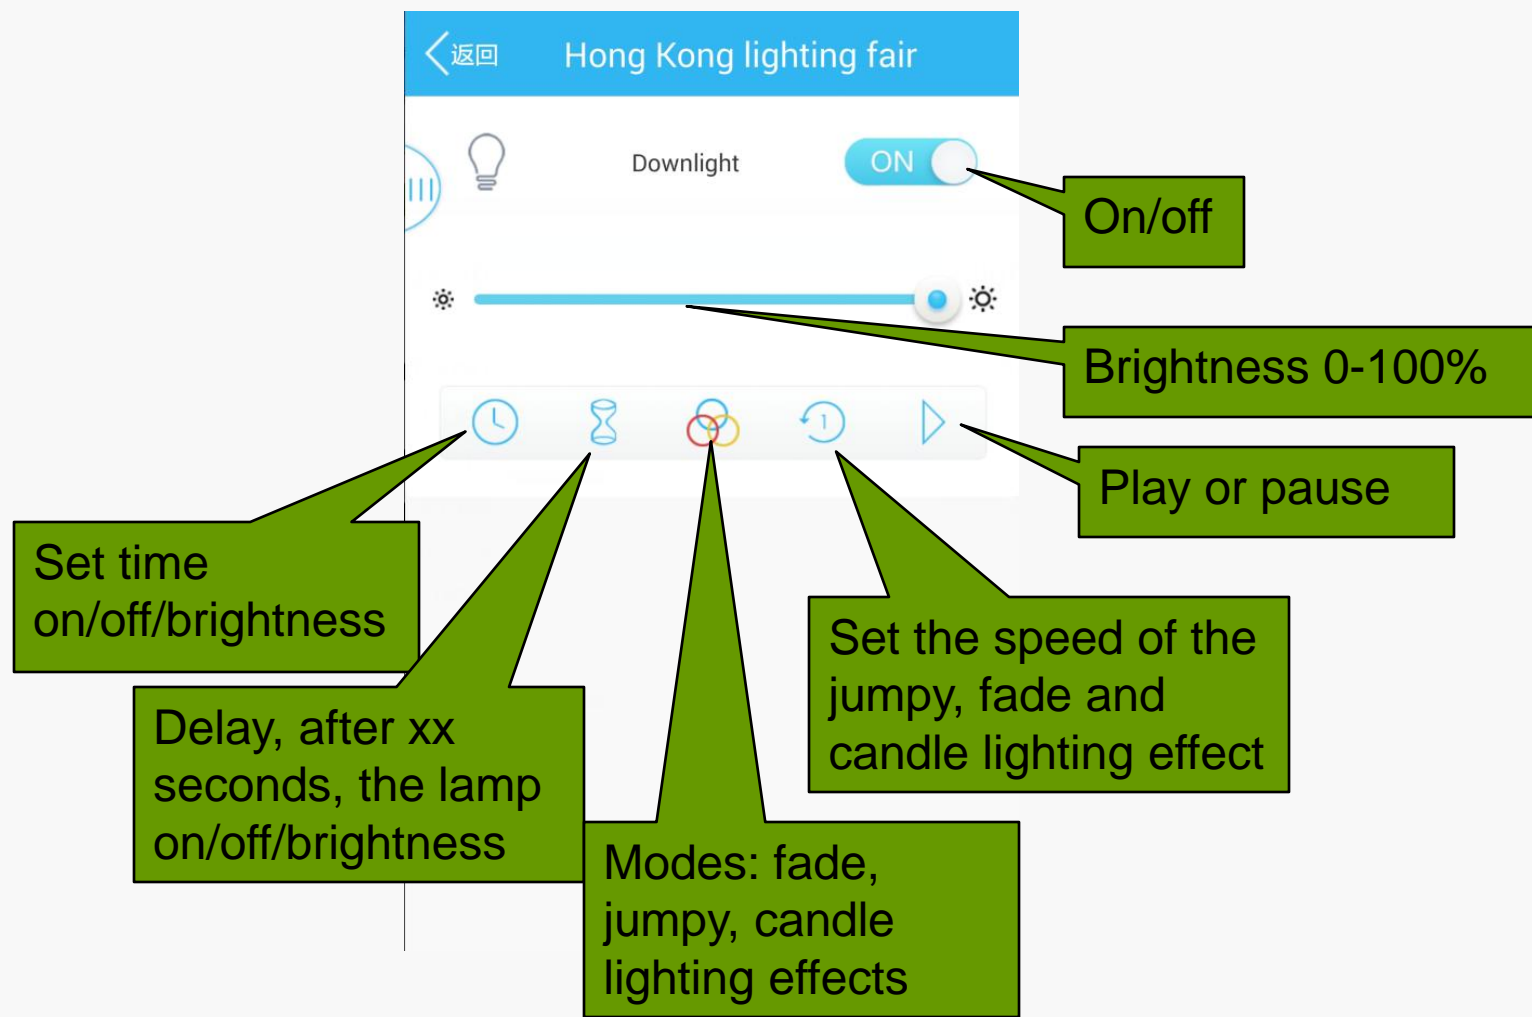 返回
Hong Kong lighting fair
Downlight
ON
On/off
Brightness 0-100%
1
Play or pause
Set time
on/off/brightness
Set the speed of the
jumpy, fade and
candle lighting effect
Delay, after xx
seconds, the lamp
on/off/brightness
Modes: fade,
jumpy, candle
lighting effects